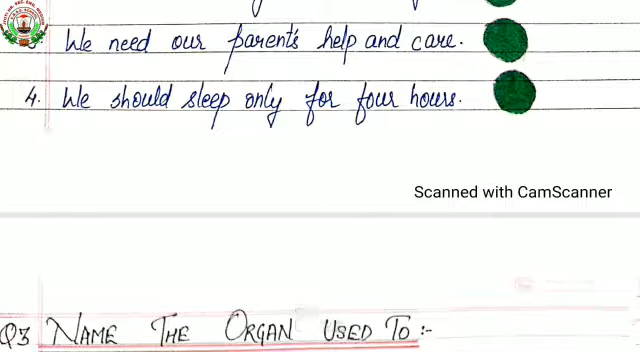 We need our parent's help and care.
4. We should sleep only for four hours.
Scanned with CamScanner
Q3 NAME THE ORGAN USED TO :-